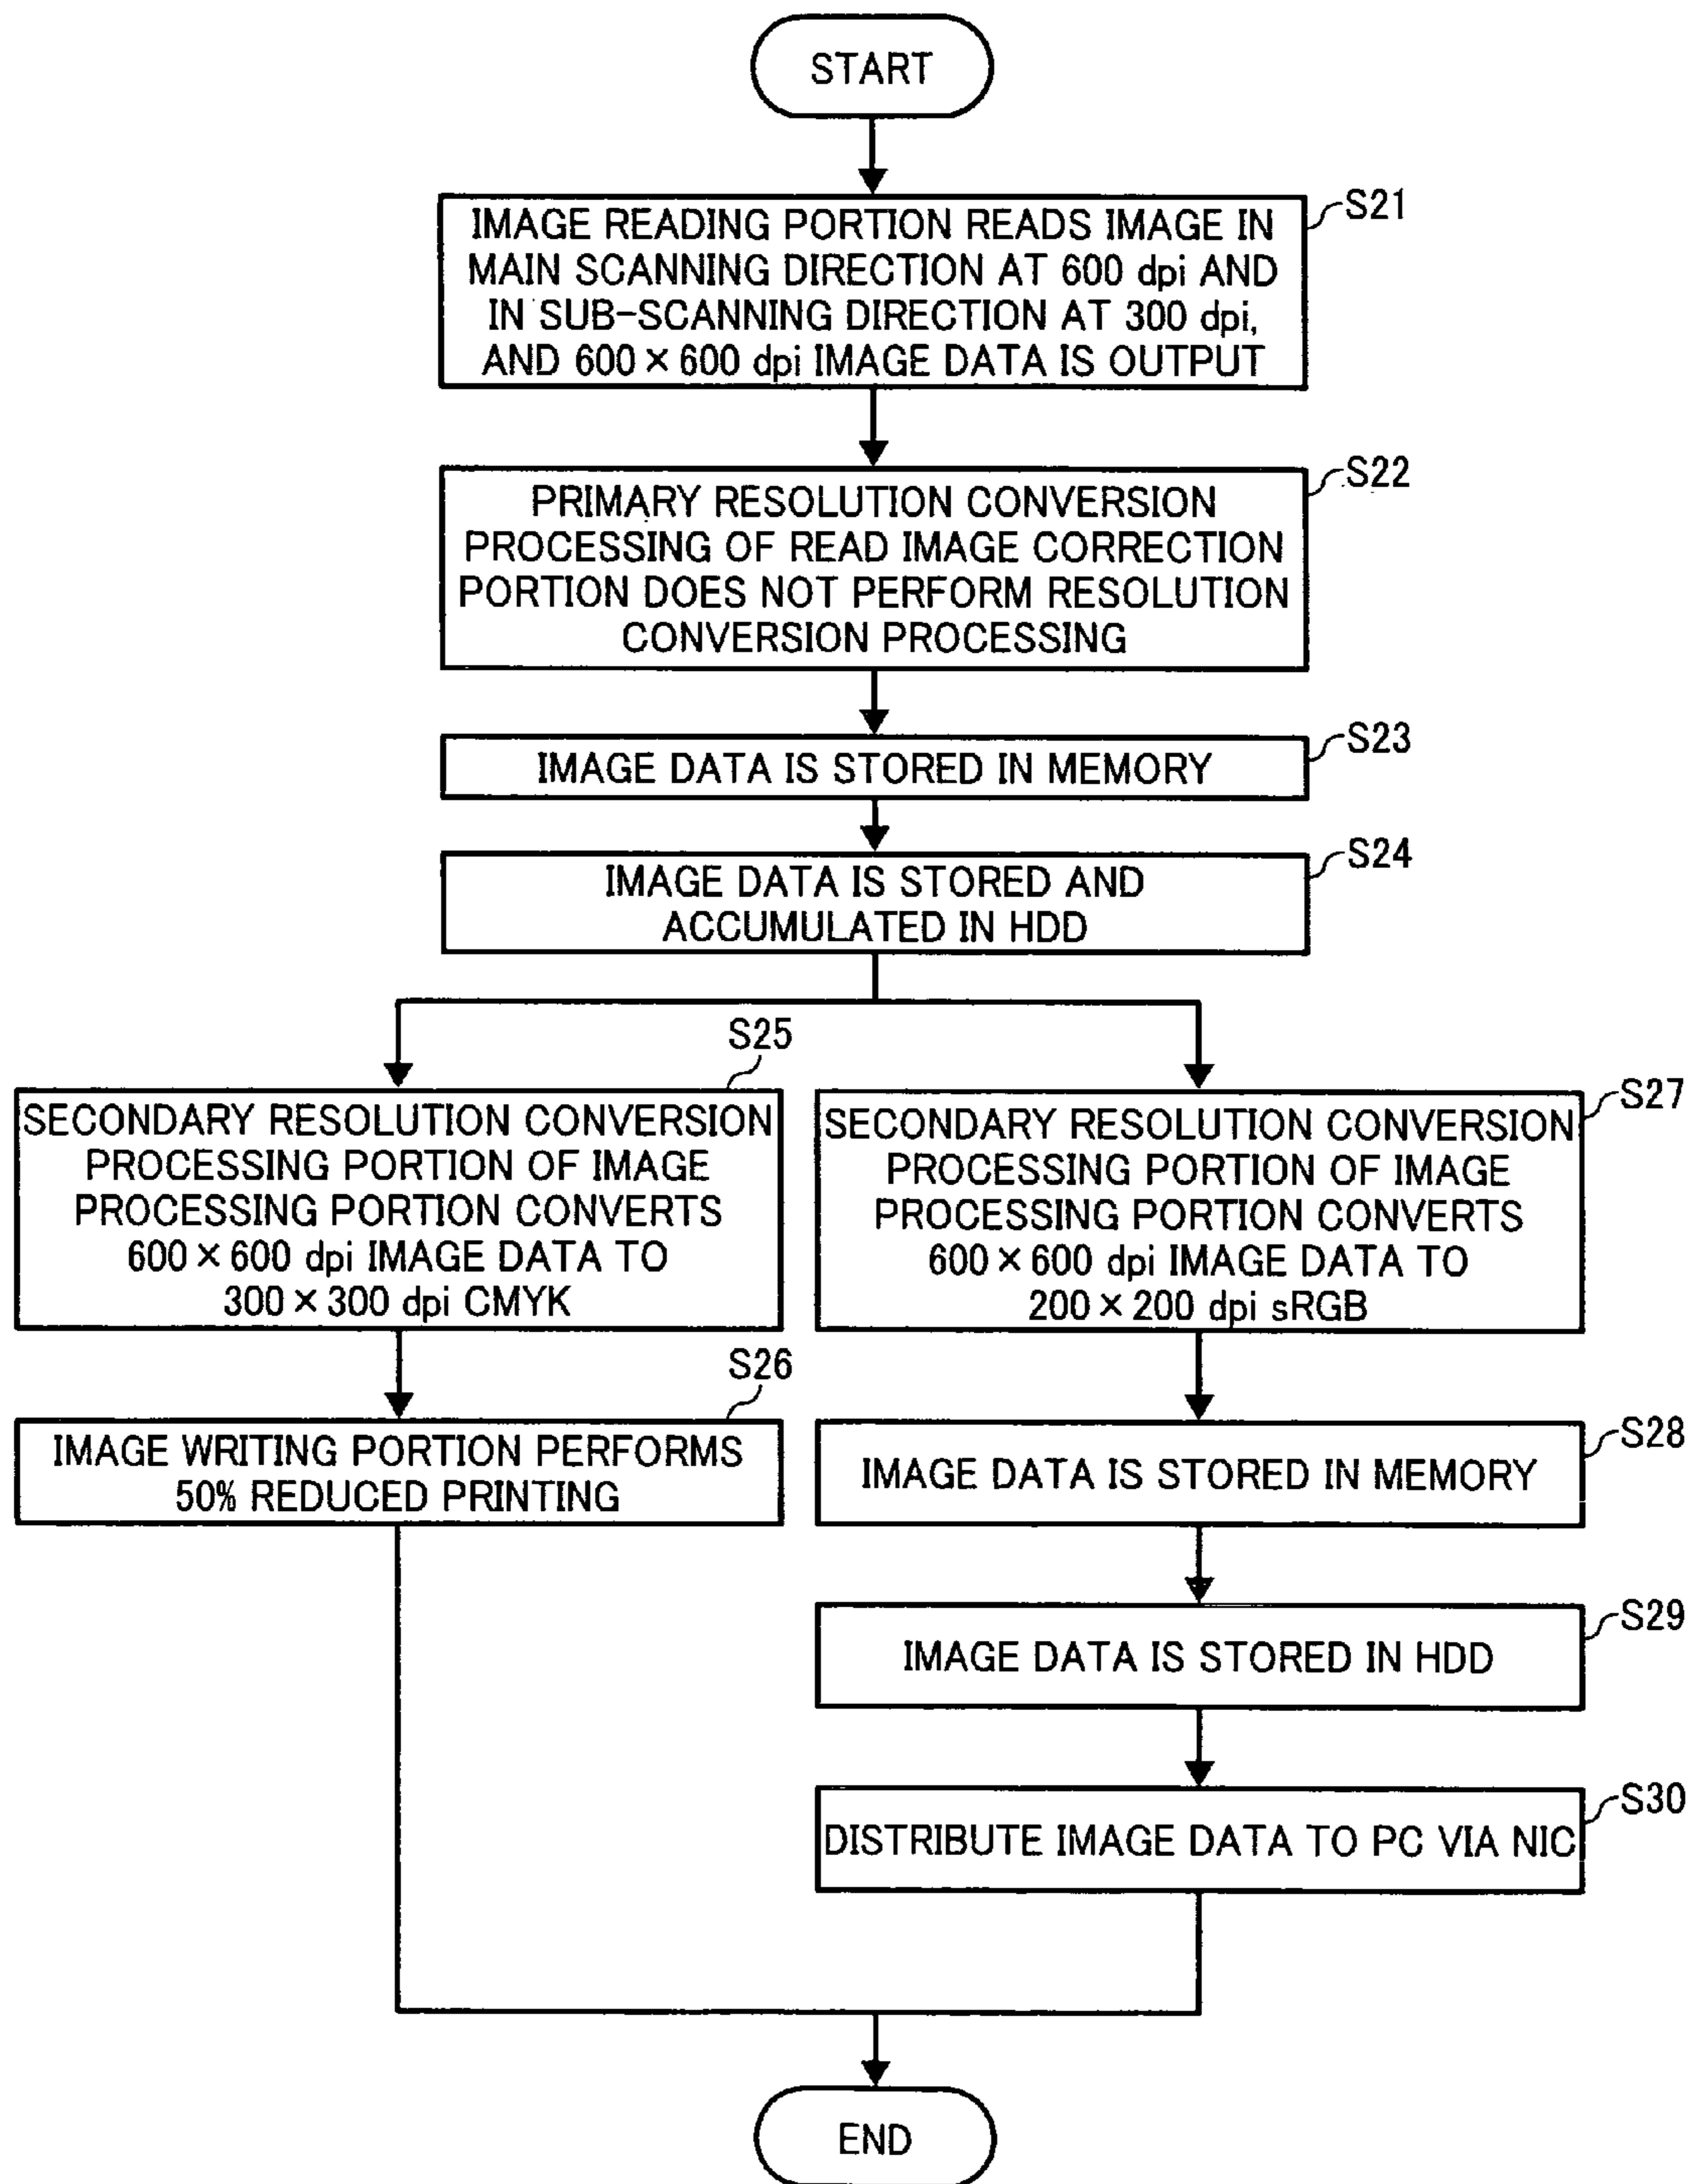 START
S21
IMAGE READING PORTION READS IMAGE IN
MAIN SCANNING DIRECTION AT 600 dpi AND
IN SUB-SCANNING DIRECTION AT 300 dpi,
AND 600 × 600 dpi IMAGE DATA IS OUTPUT
S22
PRIMARY RESOLUTION CONVERSION
PROCESSING OF READ IMAGE CORRECTION
PORTION DOES NOT PERFORM RESOLUTION
CONVERSION PROCESSING
S23
IMAGE DATA IS STORED IN MEMORY
S24
IMAGE DATA IS STORED AND
ACCUMULATED IN HDD
S25
SECONDARY RESOLUTION CONVERSION
PROCESSING PORTION OF IMAGE
PROCESSING PORTION CONVERTS
600 × 600 dpi IMAGE DATA TO
300 × 300 dpi CMYK
S26
IMAGE WRITING PORTION PERFORMS
50% REDUCED PRINTING
S27
SECONDARY RESOLUTION CONVERSION
PROCESSING PORTION OF IMAGE
PROCESSING PORTION CONVERTS
600 × 600 dpi IMAGE DATA TO
200 × 200 dpi sRGB
S28
IMAGE DATA IS STORED IN MEMORY
S29
IMAGE DATA IS STORED IN HDD
S30
DISTRIBUTE IMAGE DATA TO PC VIA NIC
END